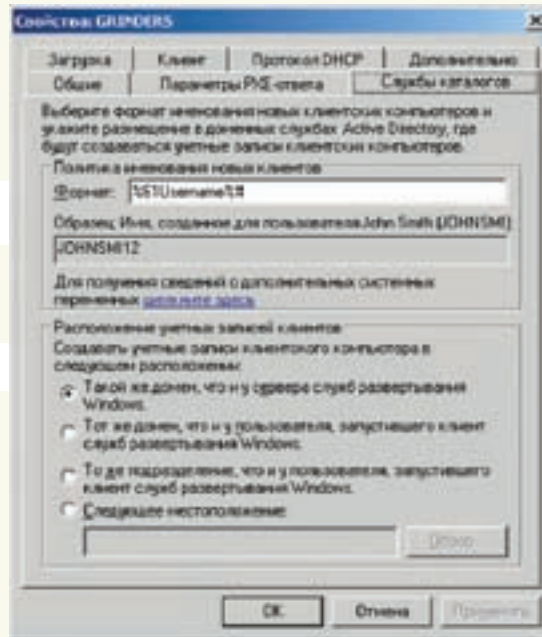 Свойства: GRINDERS
Загрузка Клиент Протокол DHCP Дополнительно
Общие Параметры PXE-ответа Службы каталогов
Выберите формат именования новых клиентских компьютеров и
укажите размещение в доменных службах Active Directory, где
будут создаваться учетные записи клиентских компьютеров.
Политика именования новых клиентов
Формат: %61Username%#
Образец: Имя, созданное для пользователя John Smith (JOHNSMI)
JOHNSMI12
Для получения сведений о дополнительных системных
переменных щелкните здесь
Расположение учетных записей клиентов
Создавать учетные записи клиентского компьютера в
следующем расположении:
Такой же домен, что и у сервера служб развертывания
Windows.
Тот же домен, что и у пользователя, запустившего клиент
служб развертывания Windows.
То же подразделение, что и у пользователя, запустившего
клиент служб развертывания Windows.
Следующее местоположение:
Обзор
OK Отмена Применить